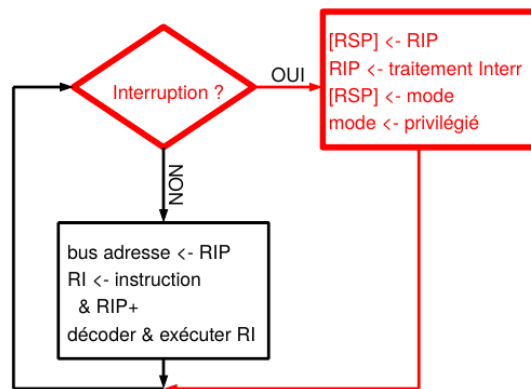 Interruption ?
OUI
[RSP] <- RIP
RIP <- traitement Interr
[RSP] <- mode
mode <- privilégié
NON
bus adresse <- RIP
RI <- instruction
& RIP+
décoder & exécuter RI